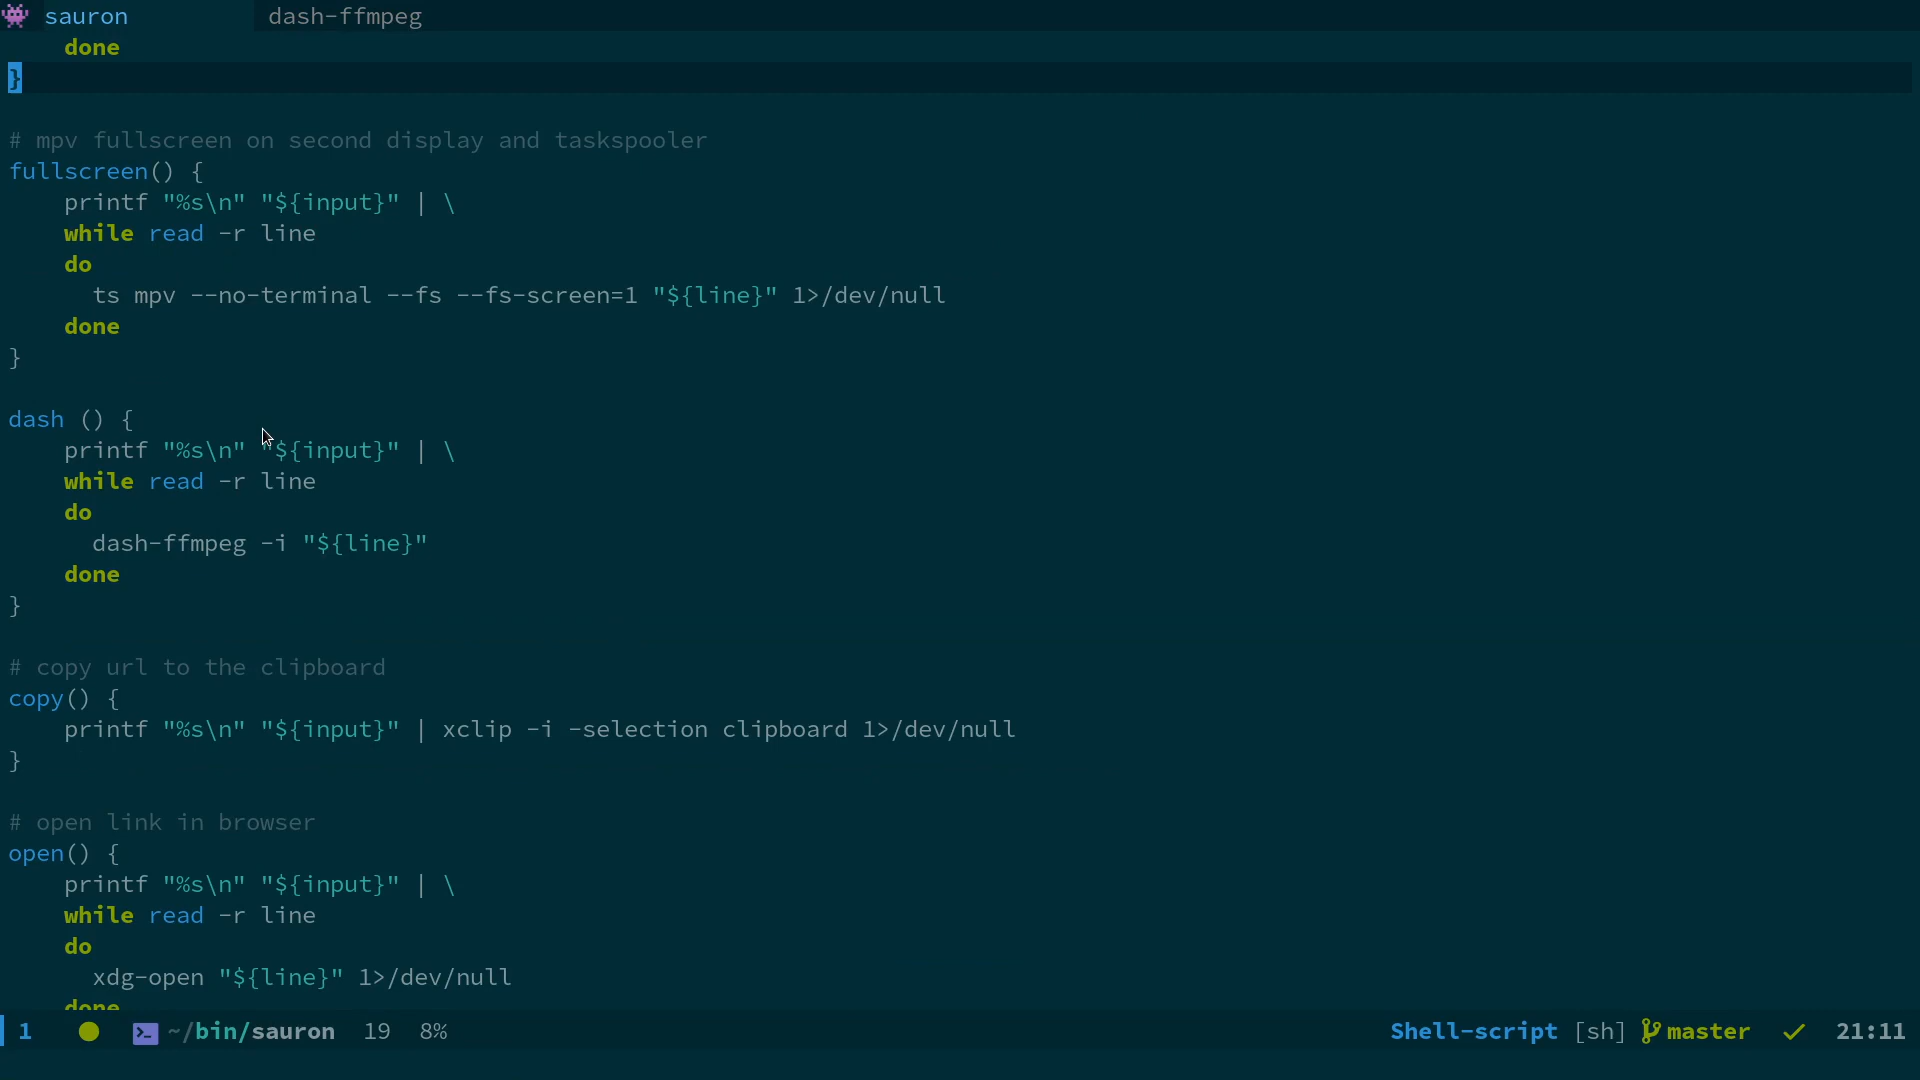 sauron dash-ffmpeg
    done
}

# mpv fullscreen on second display and taskspooler
fullscreen() {
    printf "%s\n" "${input}" | \
    while read -r line
    do
      ts mpv --no-terminal --fs --fs-screen=1 "${line}" 1>/dev/null
    done
}

dash () {
    printf "%s\n" "${input}" | \
    while read -r line
    do
      dash-ffmpeg -i "${line}"
    done
}

# copy url to the clipboard
copy() {
    printf "%s\n" "${input}" | xclip -i -selection clipboard 1>/dev/null
}

# open link in browser
open() {
    printf "%s\n" "${input}" | \
    while read -r line
    do
      xdg-open "${line}" 1>/dev/null
    done
1 ~/bin/sauron 19 8% Shell-script [sh] master 21:11